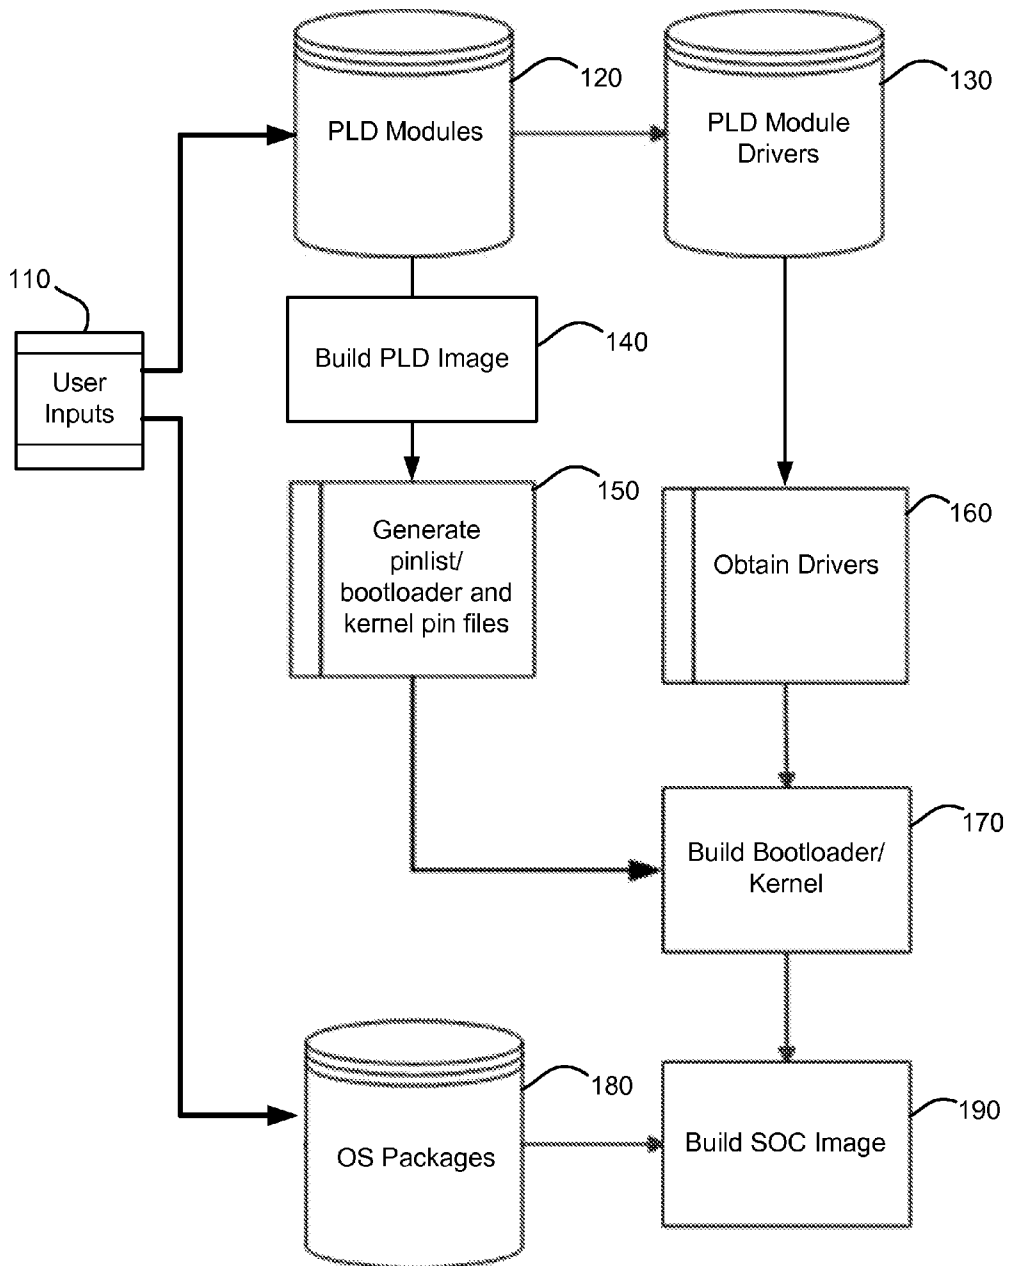 120
130
PLD Modules
PLD Module
Drivers
110
User
Inputs
Build PLD Image
140
150
Generate
pinlist/
bootloader and
kernel pin files
160
Obtain Drivers
170
Build Bootloader/
Kernel
180
OS Packages
190
Build SOC Image